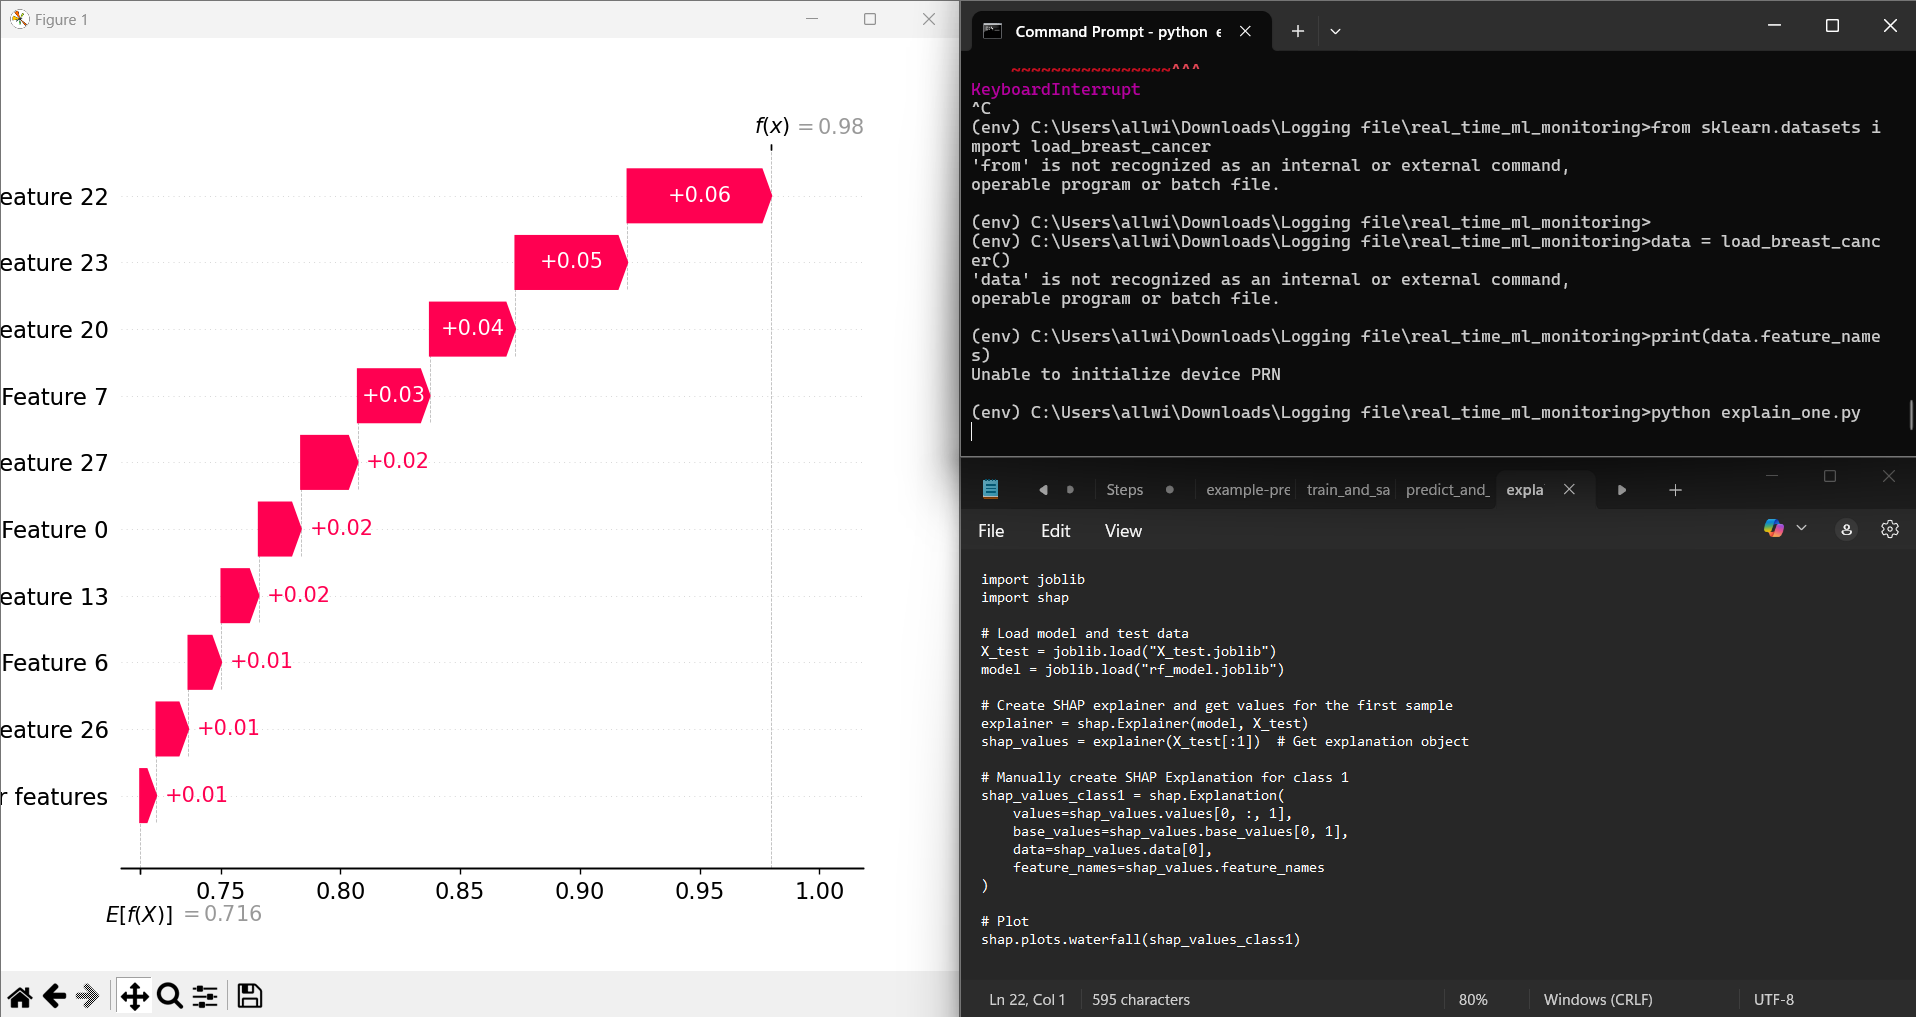 Figure 1
f(x) = 0.98
eature 22
+0.06
eature 23
+0.05
eature 20
+0.04
Feature 7
+0.03
eature 27
+0.02
Feature 0
+0.02
eature 13
+0.02
Feature 6
+0.01
eature 26
+0.01
r features
+0.01
0.75 0.80 0.85 0.90 0.95 1.00
E[f(X)] = 0.716
Command Prompt - python e
~~~~~~~~~~~~~~~~^^^
KeyboardInterrupt
^C
(env) C:\Users\allwi\Downloads\Logging file\real_time_ml_monitoring>from sklearn.datasets i
mport load_breast_cancer
'from' is not recognized as an internal or external command,
operable program or batch file.
(env) C:\Users\allwi\Downloads\Logging file\real_time_ml_monitoring>
(env) C:\Users\allwi\Downloads\Logging file\real_time_ml_monitoring>data = load_breast_canc
er()
'data' is not recognized as an internal or external command,
operable program or batch file.
(env) C:\Users\allwi\Downloads\Logging file\real_time_ml_monitoring>print(data.feature_name
s)
Unable to initialize device PRN
(env) C:\Users\allwi\Downloads\Logging file\real_time_ml_monitoring>python explain_one.py
Steps example-pre train_and_sa predict_and_ expla
File Edit View
import joblib
import shap
# Load model and test data
X_test = joblib.load("X_test.joblib")
model = joblib.load("rf_model.joblib")
# Create SHAP explainer and get values for the first sample
explainer = shap.Explainer(model, X_test)
shap_values = explainer(X_test[:1])  # Get explanation object
# Manually create SHAP Explanation for class 1
shap_values_class1 = shap.Explanation(
    values=shap_values.values[0, :, 1],
    base_values=shap_values.base_values[0, 1],
    data=shap_values.data[0],
    feature_names=shap_values.feature_names
)
# Plot
shap.plots.waterfall(shap_values_class1)
Ln 22, Col 1 595 characters 80% Windows (CRLF) UTF-8